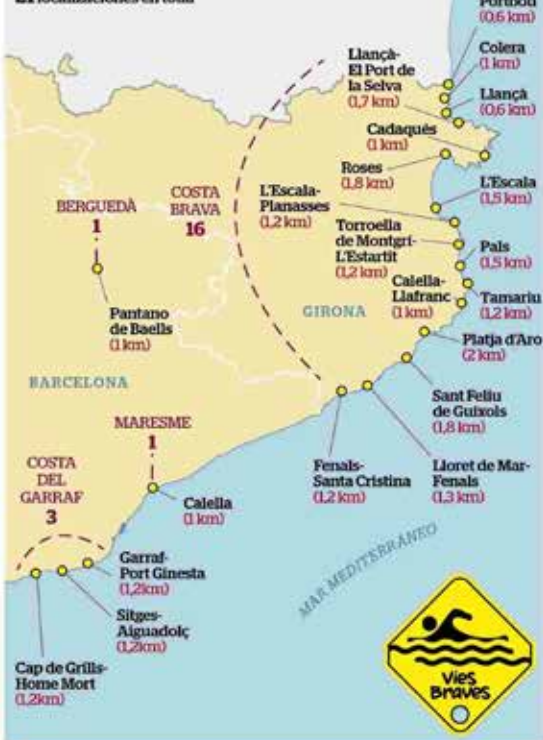 21 localizaciones en total
Portbou
(0,6 km)
Colera
(1 km)
Llançà-
El Port de
la Selva
(1,7 km)
Llançà
(0,6 km)
Cadaqués
(1 km)
Roses
(1,8 km)
L'Escala
(1,5 km)
L'Escala-
Planasses
(1,2 km)
BERGUEDÀ
1
COSTA
BRAVA
16
Torroella
de Montgrí-
L'Estartit
(1,2 km)
Pals
(1,5 km)
Calella-
Llafranc
(1 km)
Tamariu
(1,2 km)
GIRONA
Pantano
de Baells
(1 km)
Platja d'Aro
(2 km)
BARCELONA
Sant Feliu
de Guíxols
(1,8 km)
MARESME
1
COSTA
DEL
GARRAF
3
Fenals-
Santa Cristina
(1,2 km)
Lloret de Mar-
Fenals
(1,3 km)
Calella
(1 km)
MAR MEDITERRÁNEO
Garraf-
Port Ginesta
(1,2km)
Sitges-
Aiguadolç
(1,2km)
Cap de Grills-
Home Mort
(1,2km)
Vies
Braves